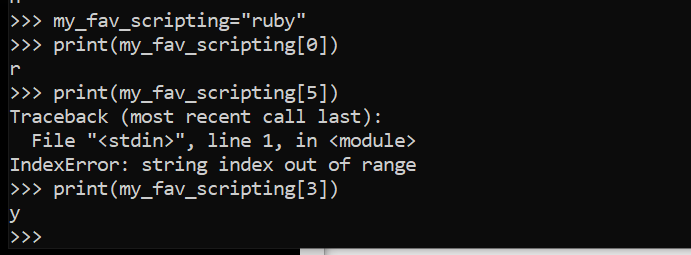 >>> my_fav_scripting="ruby"
>>> print(my_fav_scripting[0])
r
>>> print(my_fav_scripting[5])
Traceback (most recent call last):
  File "<stdin>", line 1, in <module>
IndexError: string index out of range
>>> print(my_fav_scripting[3])
y
>>>